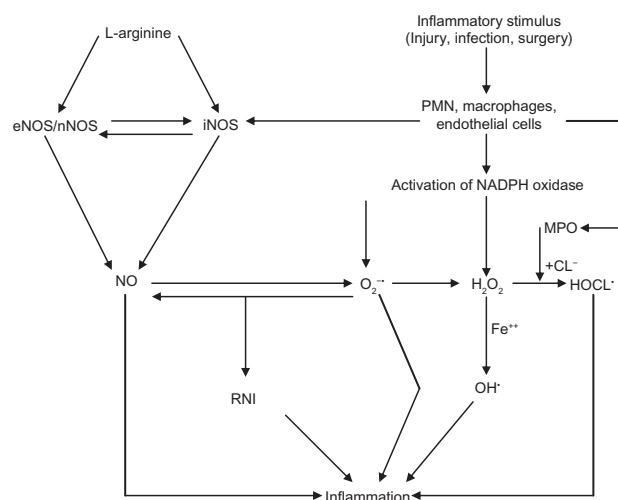 Inflammatory stimulus
(Injury, infection, surgery)
L-arginine
PMN, macrophages,
endothelial cells
eNOS/nNOS
iNOS
Activation of NADPH oxidase
MPO
+CL⁻
NO
O₂⁻•
H₂O₂
HOCL•
Fe⁺⁺
RNI
OH•
Inflammation